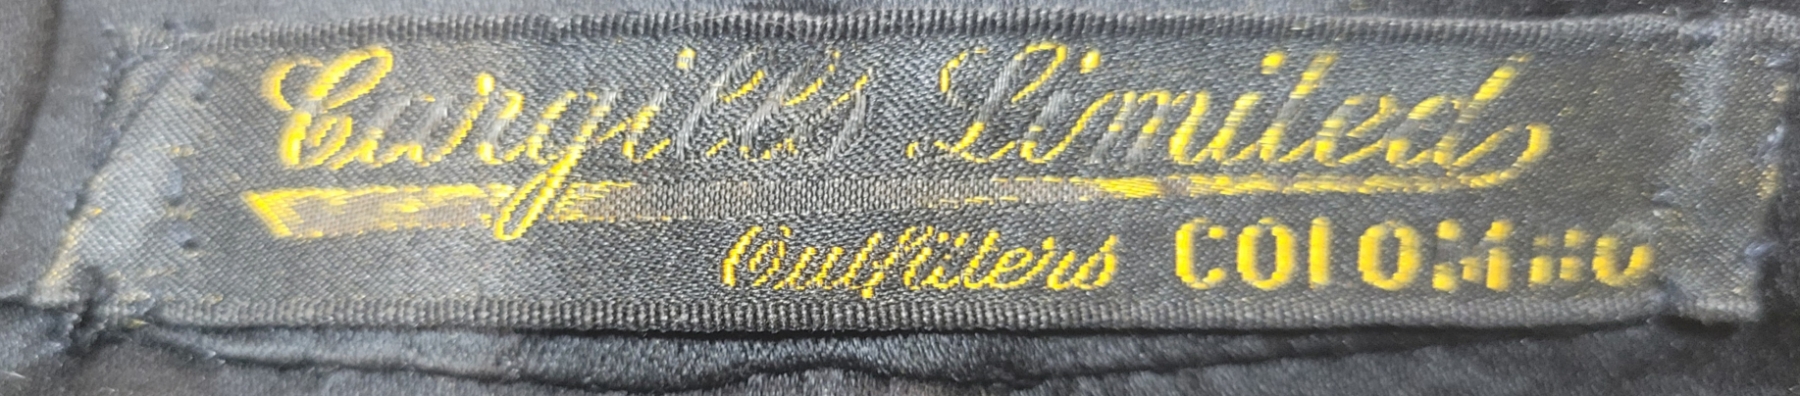 Cargills Limited
Outfitters COLOMBO